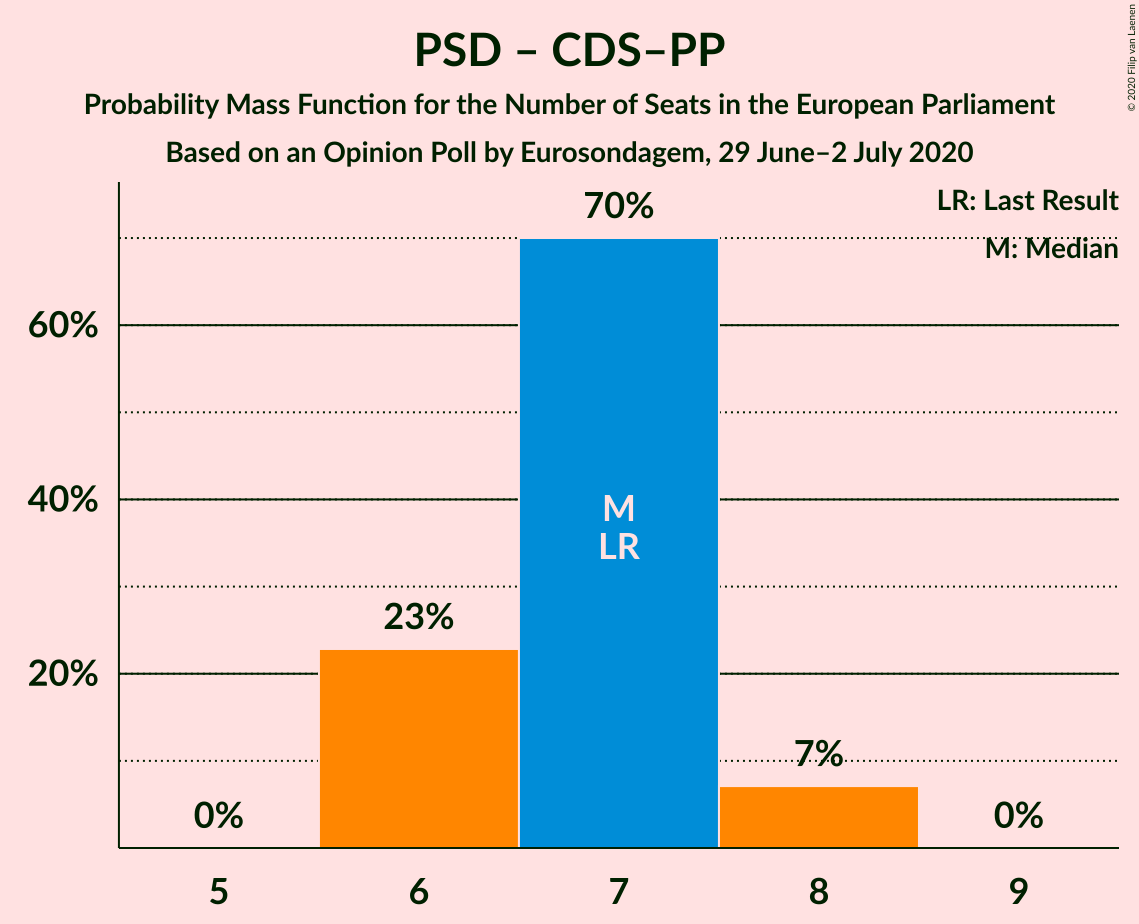 PSD – CDS–PP
Probability Mass Function for the Number of Seats in the European Parliament
Based on an Opinion Poll by Eurosondagem, 29 June–2 July 2020
© 2020 Filip van Laenen
LR: Last Result
M: Median
70%
60%
40%
20%
M
LR
23%
7%
0%
0%
5 6 7 8 9